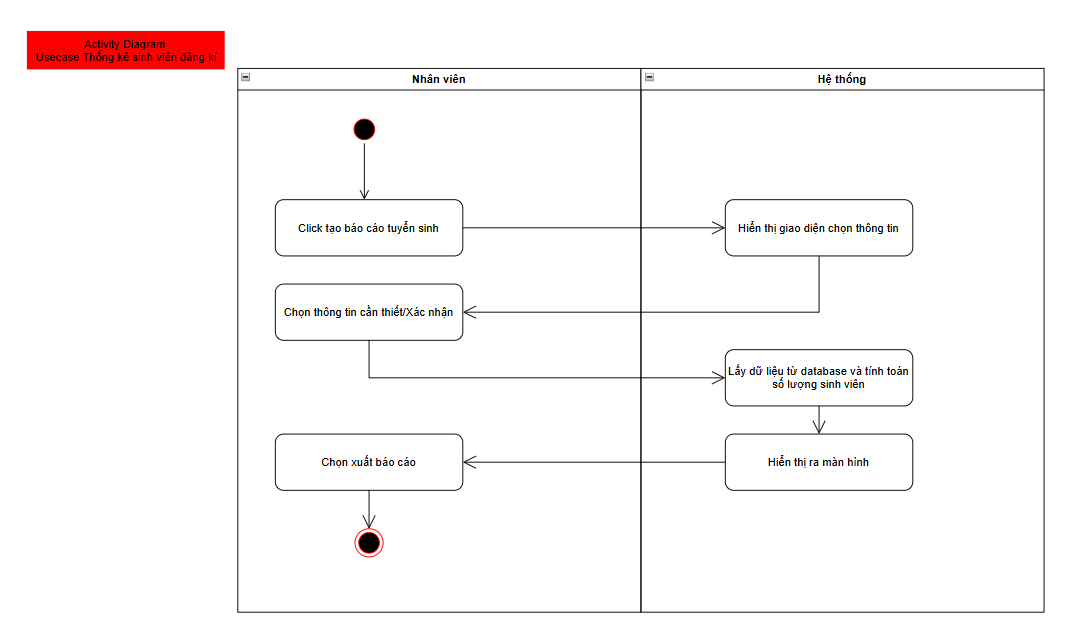 Activity Diagram
Usecase Thống kê sinh viên đăng kí
Nhân viên
Hệ thống
Click tạo báo cáo tuyển sinh
Hiển thị giao diện chọn thông tin
Chọn thông tin cần thiết/Xác nhận
Lấy dữ liệu từ database và tính toán
số lượng sinh viên
Chọn xuất báo cáo
Hiển thị ra màn hình